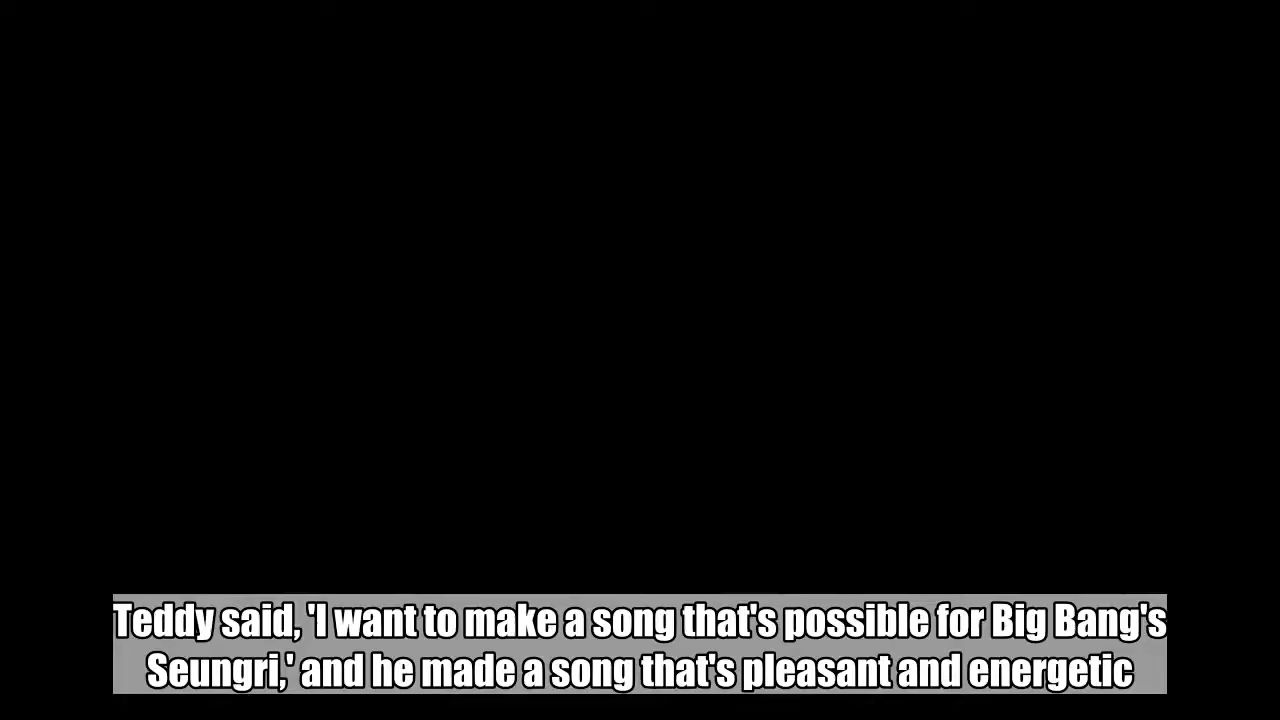 Teddy said, 'I want to make a song that's possible for Big Bang's
Seungri,' and he made a song that's pleasant and energetic